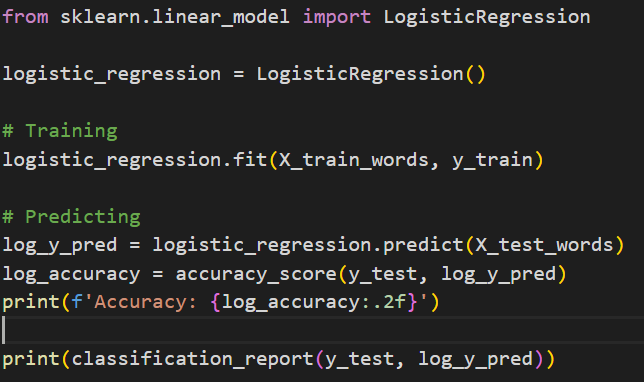 from sklearn.linear_model import LogisticRegression
logistic_regression = LogisticRegression()
# Training
logistic_regression.fit(X_train_words, y_train)
# Predicting
log_y_pred = logistic_regression.predict(X_test_words)
log_accuracy = accuracy_score(y_test, log_y_pred)
print(f'Accuracy: {log_accuracy:.2f}')
print(classification_report(y_test, log_y_pred))